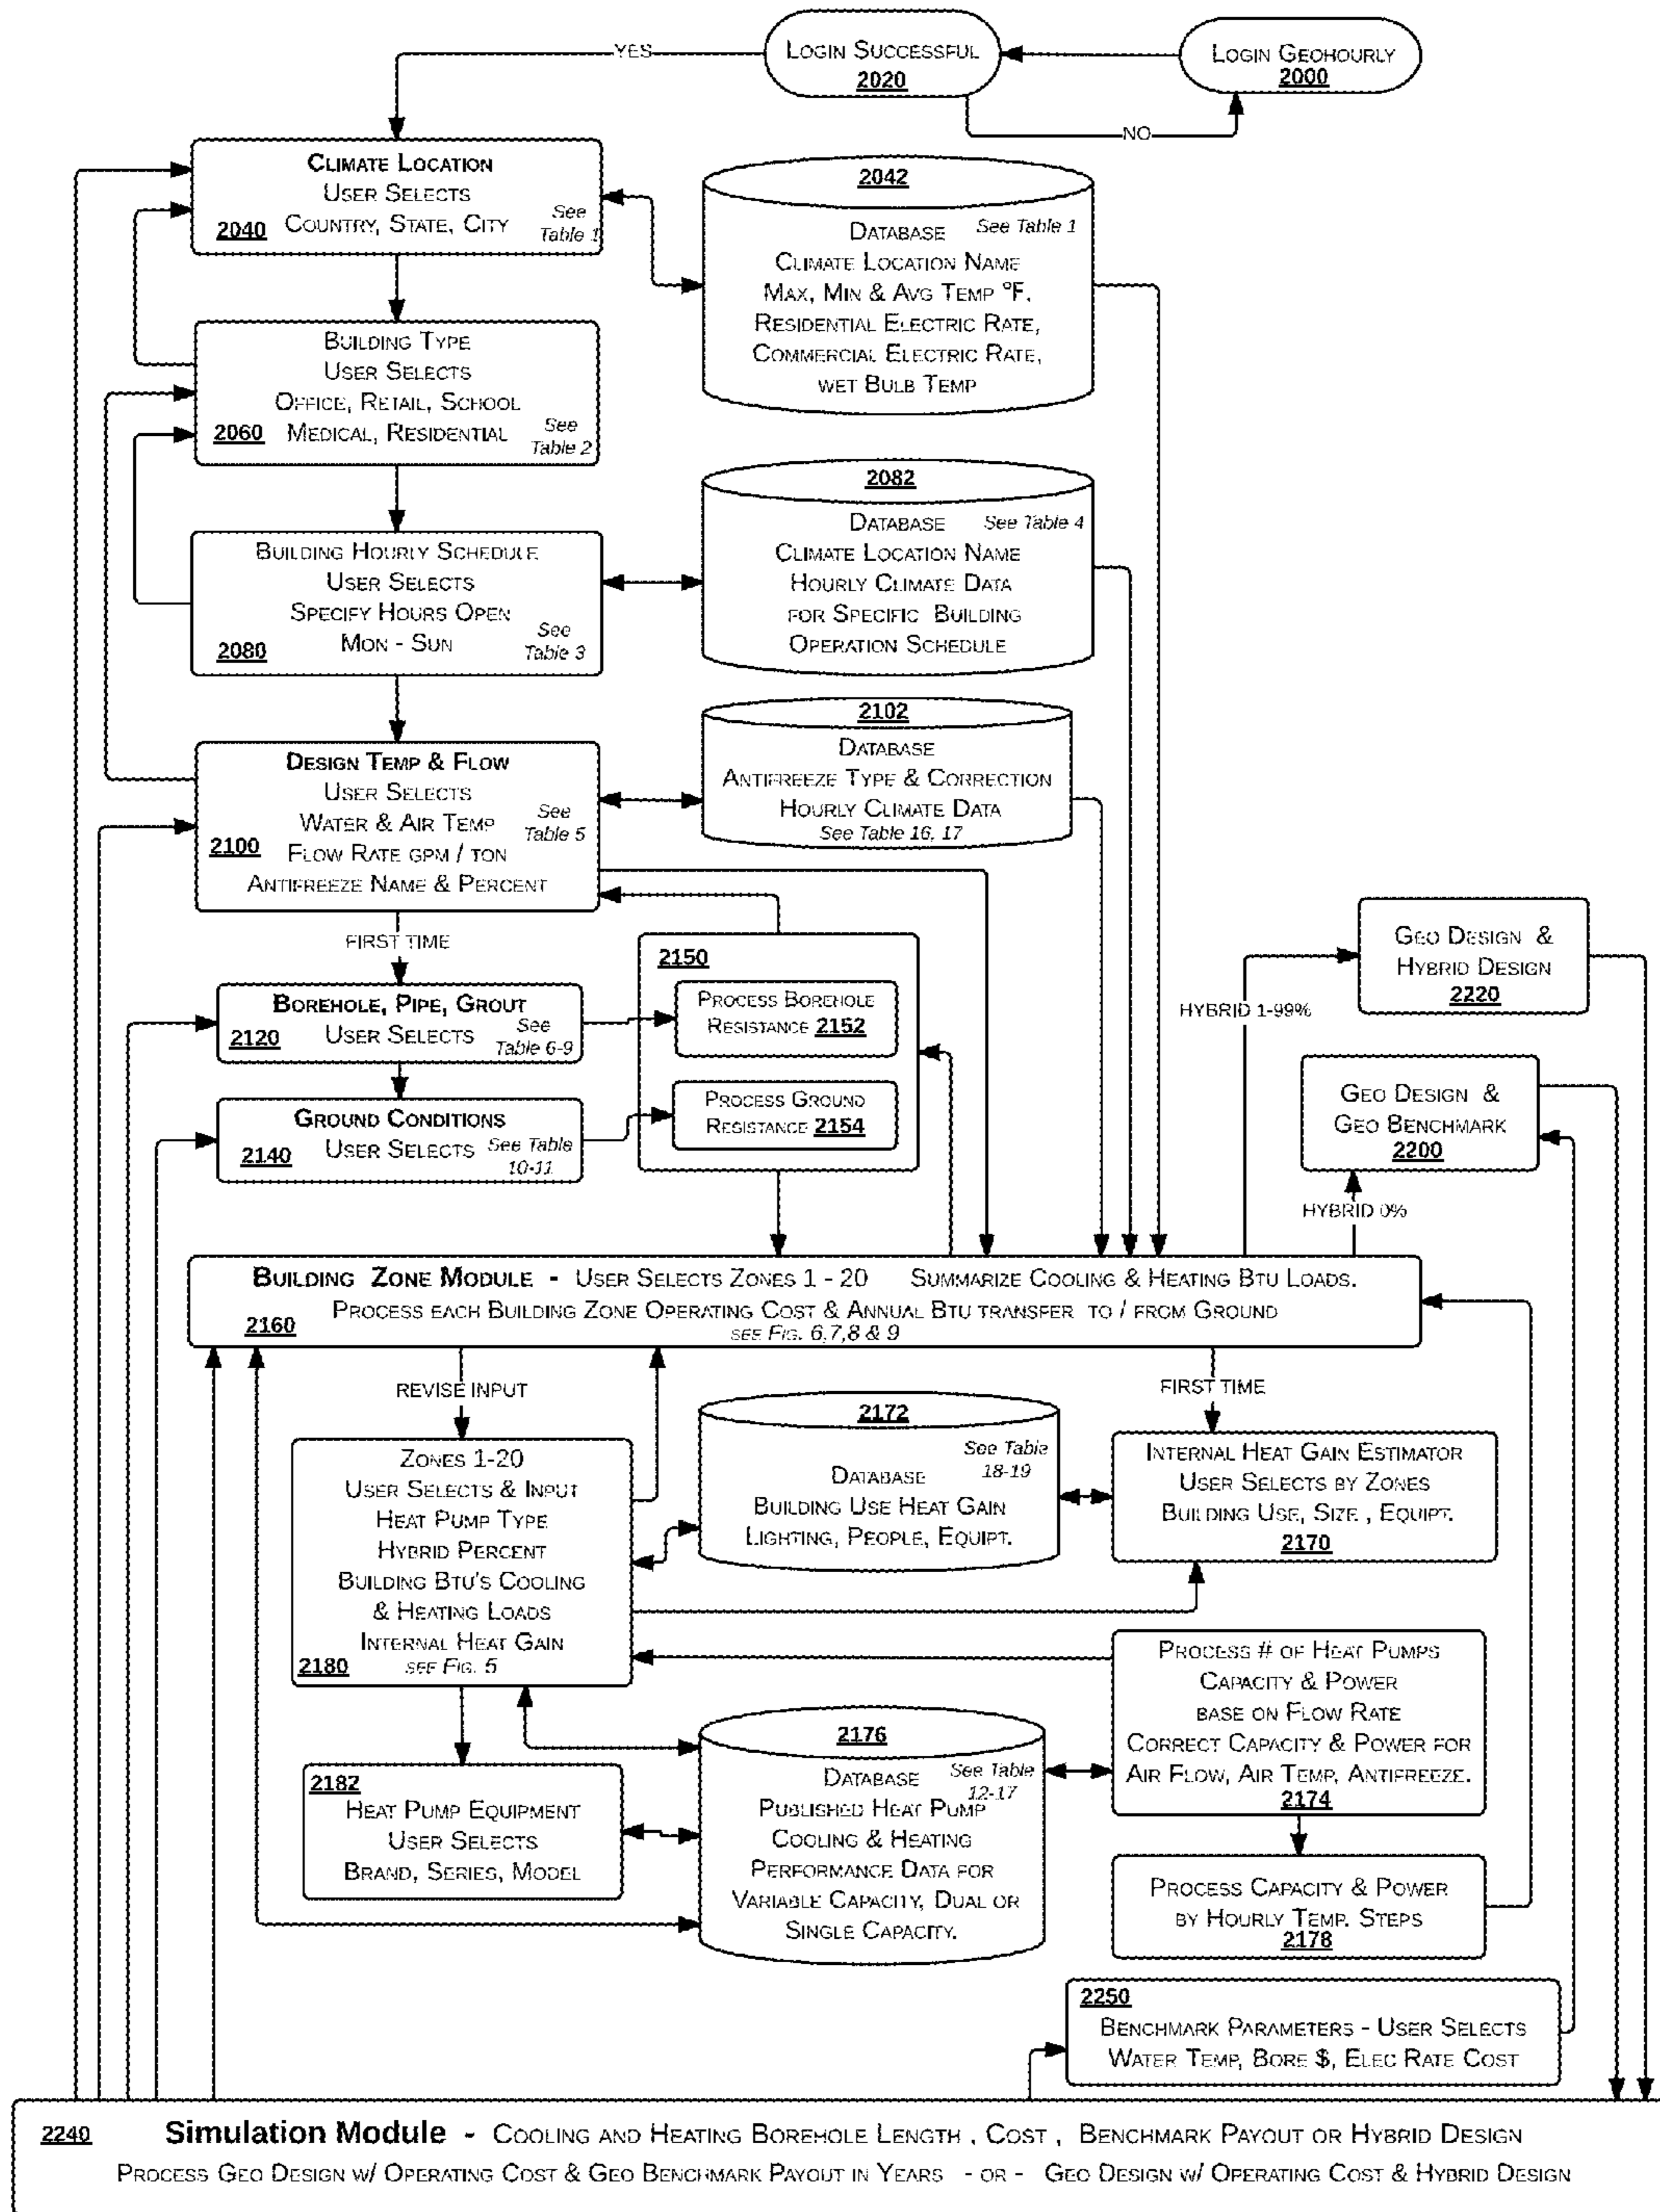 YES
LOGIN SUCCESSFUL
2020
LOGIN GEOHOURLY
2000
NO
CLIMATE LOCATION
USER SELECTS
COUNTRY, STATE, CITY
2040
See
Table 1
2042
DATABASE
See Table 1
CLIMATE LOCATION NAME
MAX, MIN & AVG TEMP °F,
RESIDENTIAL ELECTRIC RATE,
COMMERCIAL ELECTRIC RATE,
WET BULB TEMP
BUILDING TYPE
USER SELECTS
OFFICE, RETAIL, SCHOOL
MEDICAL, RESIDENTIAL
2060
See
Table 2
2082
DATABASE
See Table 4
CLIMATE LOCATION NAME
HOURLY CLIMATE DATA
FOR SPECIFIC BUILDING
OPERATION SCHEDULE
BUILDING HOURLY SCHEDULE
USER SELECTS
SPECIFY HOURS OPEN
MON - SUN
2080
See
Table 3
2102
DATABASE
ANTIFREEZE TYPE & CORRECTION
HOURLY CLIMATE DATA
See Table 16, 17
DESIGN TEMP & FLOW
USER SELECTS
WATER & AIR TEMP
FLOW RATE GPM / TON
ANTIFREEZE NAME & PERCENT
2100
See
Table 5
FIRST TIME
BOREHOLE, PIPE, GROUT
USER SELECTS
2120
See
Table 6-9
2150
PROCESS BOREHOLE
RESISTANCE 2152
PROCESS GROUND
RESISTANCE 2154
GROUND CONDITIONS
USER SELECTS
2140
See Table
10-11
GEO DESIGN &
HYBRID DESIGN
2220
HYBRID 1-99%
GEO DESIGN &
GEO BENCHMARK
2200
HYBRID 0%
BUILDING ZONE MODULE - USER SELECTS ZONES 1 - 20 SUMMARIZE COOLING & HEATING BTU LOADS.
PROCESS EACH BUILDING ZONE OPERATING COST & ANNUAL BTU TRANSFER TO / FROM GROUND
2160
SEE FIG. 6,7,8 & 9
REVISE INPUT
FIRST TIME
ZONES 1-20
USER SELECTS & INPUT
HEAT PUMP TYPE
HYBRID PERCENT
BUILDING BTU'S COOLING
& HEATING LOADS
INTERNAL HEAT GAIN
2180
SEE FIG. 5
2172
See Table
18-19
DATABASE
BUILDING USE HEAT GAIN
LIGHTING, PEOPLE, EQUIPT.
INTERNAL HEAT GAIN ESTIMATOR
USER SELECTS BY ZONES
BUILDING USE, SIZE , EQUIPT.
2170
PROCESS # OF HEAT PUMPS
CAPACITY & POWER
BASE ON FLOW RATE
CORRECT CAPACITY & POWER FOR
AIR FLOW, AIR TEMP, ANTIFREEZE.
2174
2176
DATABASE
See Table
12-17
PUBLISHED HEAT PUMP
COOLING & HEATING
PERFORMANCE DATA FOR
VARIABLE CAPACITY, DUAL OR
SINGLE CAPACITY.
2182
HEAT PUMP EQUIPMENT
USER SELECTS
BRAND, SERIES, MODEL
PROCESS CAPACITY & POWER
BY HOURLY TEMP. STEPS
2178
2250
BENCHMARK PARAMETERS - USER SELECTS
WATER TEMP, BORE $, ELEC RATE COST
2240 Simulation Module - COOLING AND HEATING BOREHOLE LENGTH , COST , BENCHMARK PAYOUT OR HYBRID DESIGN
PROCESS GEO DESIGN W/ OPERATING COST & GEO BENCHMARK PAYOUT IN YEARS - OR - GEO DESIGN W/ OPERATING COST & HYBRID DESIGN